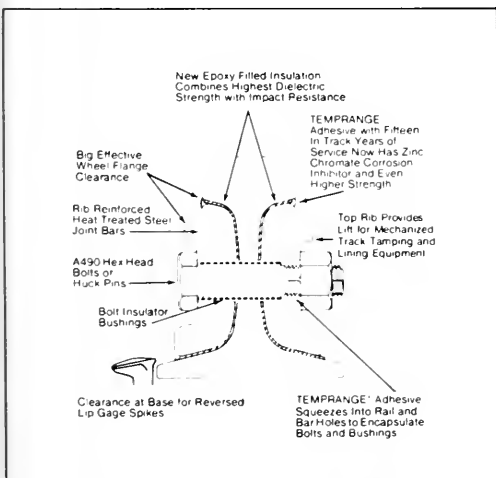 New Epoxy Filled Insulation
Combines Highest Dielectric
Strength with Impact Resistance
TEMPRANGE
Adhesive with Fifteen
In Track Years of
Service Now Has Zinc
Chromate Corrosion
Inhibitor and Even
Higher Strength
Big Effective
Wheel Flange
Clearance
Rib Reinforced
Heat Treated Steel
Joint Bars
Top Rib Provides
Lift for Mechanized
Track Tamping and
Lining Equipment
A490 Hex Head
Bolts or
Huck Pins
Bolt Insulator
Bushings
Clearance at Base for Reversed
Lip Gage Spikes
TEMPRANGE' Adhesive
Squeezes Into Rail and
Bar Holes to Encapsulate
Bolts and Bushings